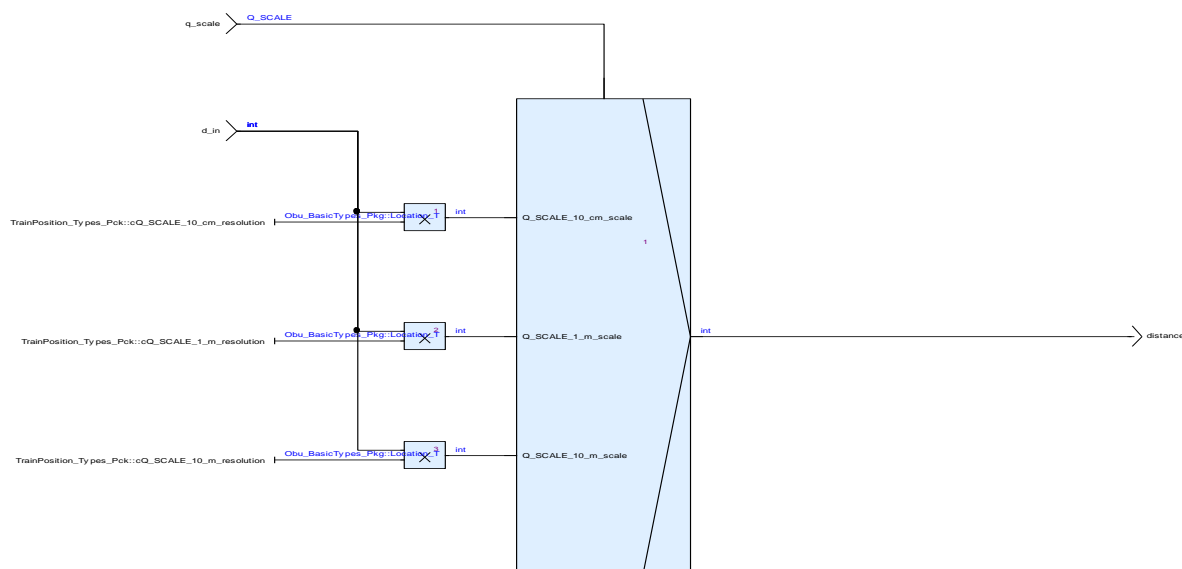 q_scale
Q_SCALE
d_in
int
TrainPosition_Types_Pck::cQ_SCALE_10_cm_resolution
Obu_BasicTypes_Pkg::Location_T
1
int
Q_SCALE_10_cm_scale
1
TrainPosition_Types_Pck::cQ_SCALE_1_m_resolution
Obu_BasicTypes_Pkg::Location_T
2
int
Q_SCALE_1_m_scale
int
distance
TrainPosition_Types_Pck::cQ_SCALE_10_m_resolution
Obu_BasicTypes_Pkg::Location_T
3
int
Q_SCALE_10_m_scale